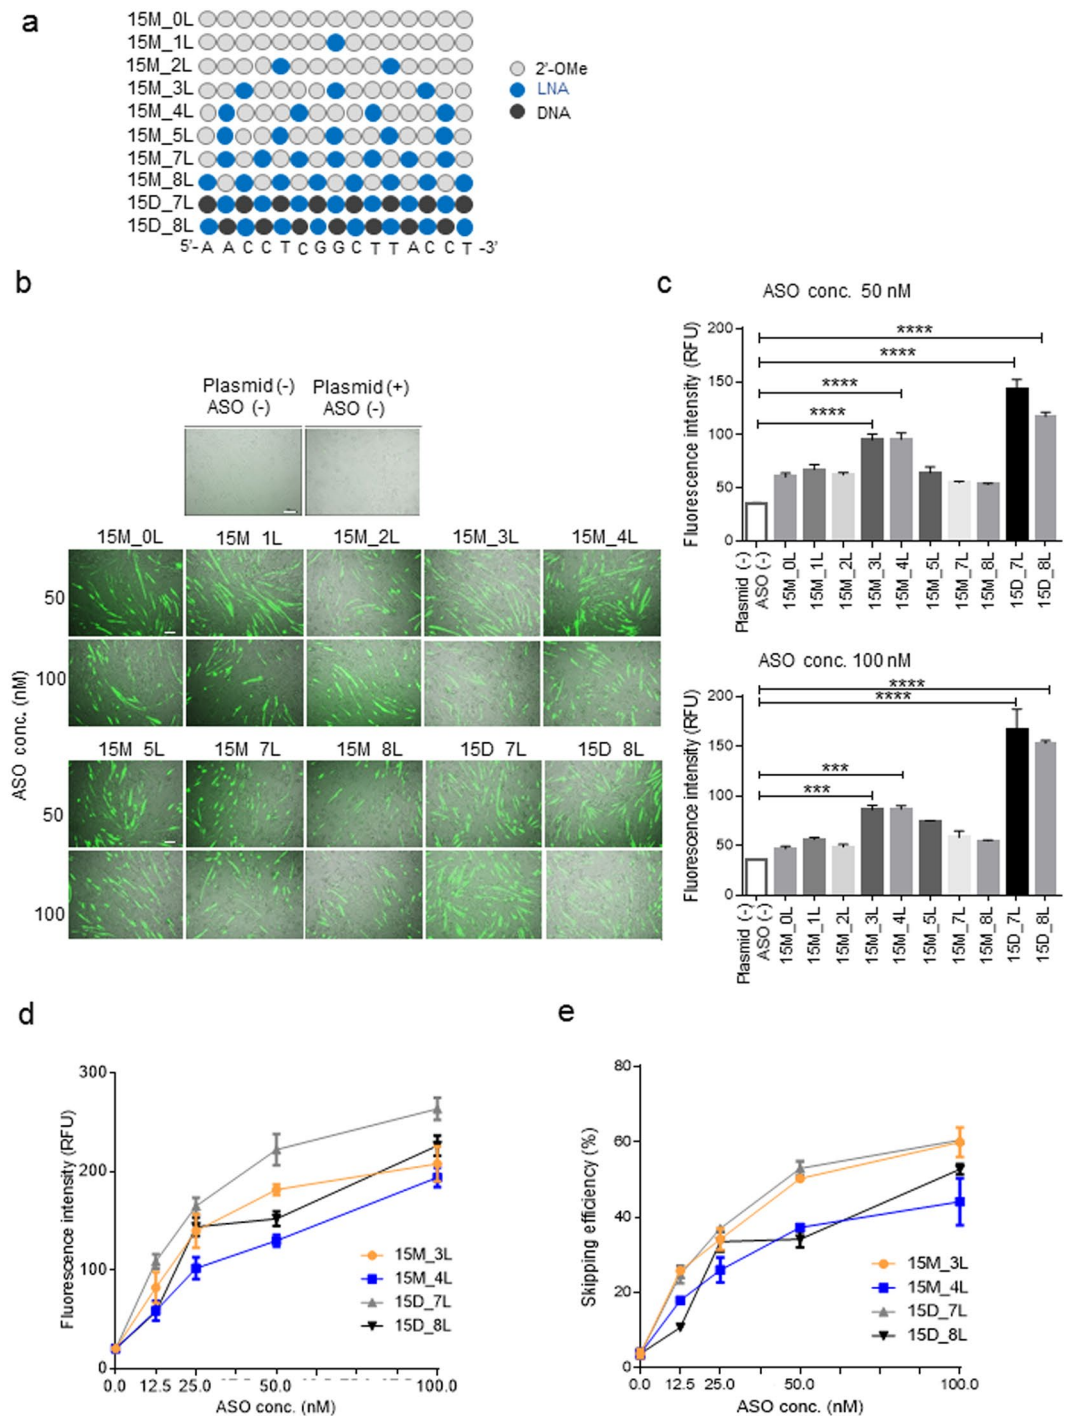 a
15M_0L
15M_1L
15M_2L
15M_3L
15M_4L
15M_5L
15M_7L
15M_8L
15D_7L
15D_8L
5'- A A C C T C G G C T T A C C T -3'
2'-OMe
LNA
DNA
b
Plasmid (-) Plasmid (+)
ASO (-) ASO (-)
15M_0L 15M 1L 15M_2L 15M_3L 15M_4L
50
100
15M 5L 15M 7L 15M 8L 15D 7L 15D 8L
50
100
ASO conc. (nM)
c
ASO conc. 50 nM
Fluorescence intensity (RFU)
200
150
100
50
0
****
****
****
****
Plasmid (-)
ASO (-)
15M_0L
15M_1L
15M_2L
15M_3L
15M_4L
15M_5L
15M_7L
15M_8L
15D_7L
15D_8L
ASO conc. 100 nM
Fluorescence intensity (RFU)
200
150
100
50
0
****
****
***
***
Plasmid (-)
ASO (-)
15M_0L
15M_1L
15M_2L
15M_3L
15M_4L
15M_5L
15M_7L
15M_8L
15D_7L
15D_8L
d
Fluorescence intensity (RFU)
300
200
100
0
0.0 12.5 25.0 50.0 100.0
ASO conc. (nM)
15M_3L
15M_4L
15D_7L
15D_8L
e
Skipping efficiency (%)
80
60
40
20
0
0.0 12.5 25.0 50.0 100.0
ASO conc. (nM)
15M_3L
15M_4L
15D_7L
15D_8L